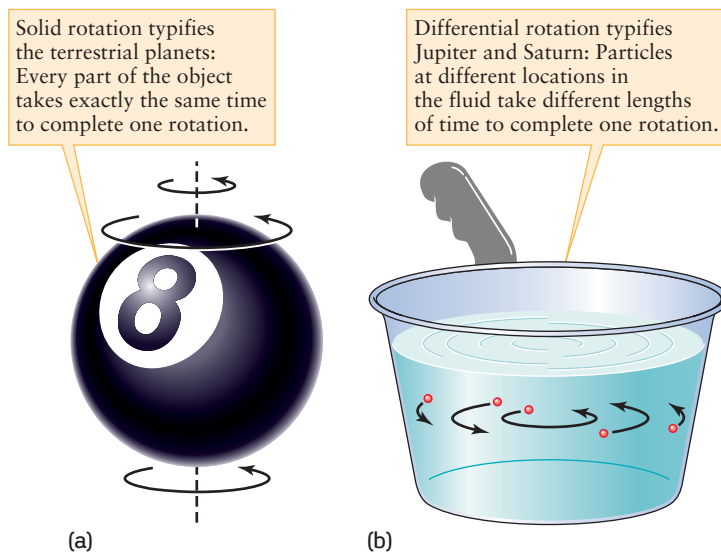 Solid rotation typifies
the terrestrial planets:
Every part of the object
takes exactly the same time
to complete one rotation.
Differential rotation typifies
Jupiter and Saturn: Particles
at different locations in
the fluid take different lengths
of time to complete one rotation.
8
(a)
(b)